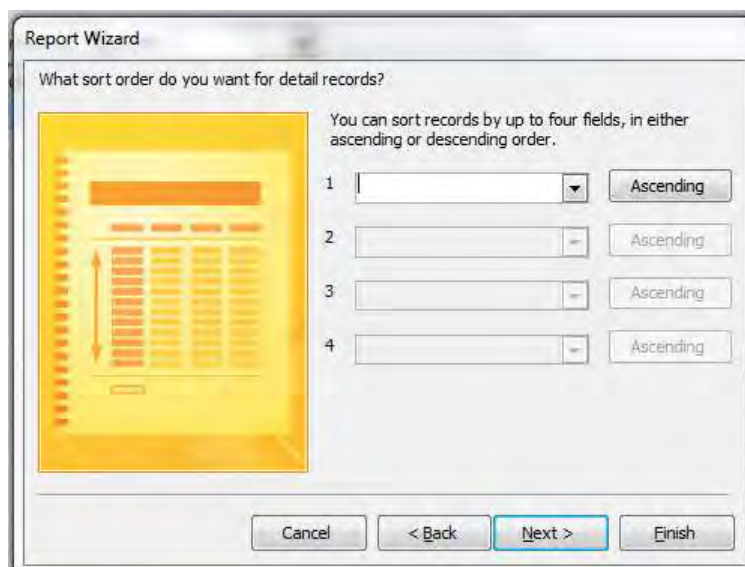 Report Wizard
What sort order do you want for detail records?
You can sort records by up to four fields, in either
ascending or descending order.
1 Ascending
2 Ascending
3 Ascending
4 Ascending
Cancel < Back Next > Finish